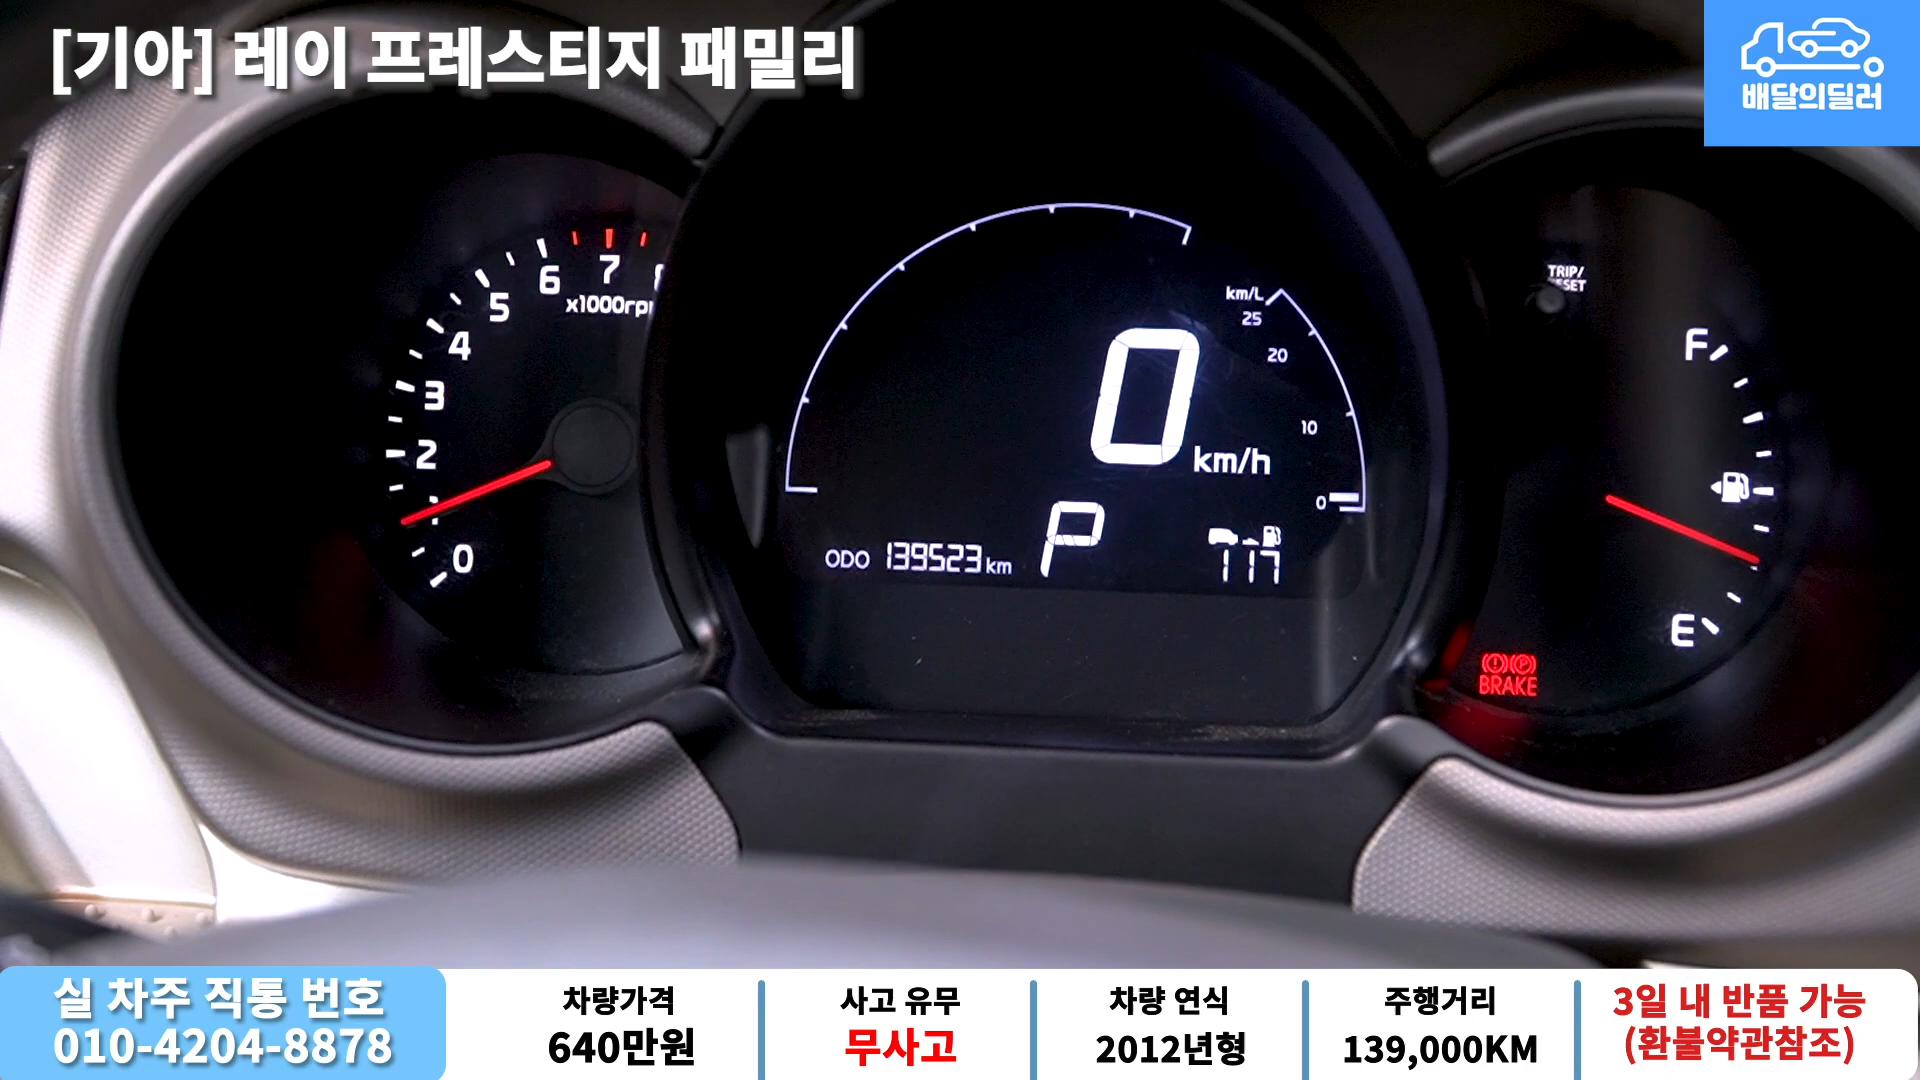 [기아] 레이 프레스티지 패밀리
배달의딜러
7
6
x1000rp
5
4
3
2
1
0
km/L
25
20
10
0
0
km/h
P
ODO 139523 km
117
TRIP/
F
E
BRAKE
실 차주 직통 번호
010-4204-8878
차량가격
640만원
사고 유무
무사고
차량 연식
2012년형
주행거리
139,000KM
3일 내 반품 가능
(환불약관참조)